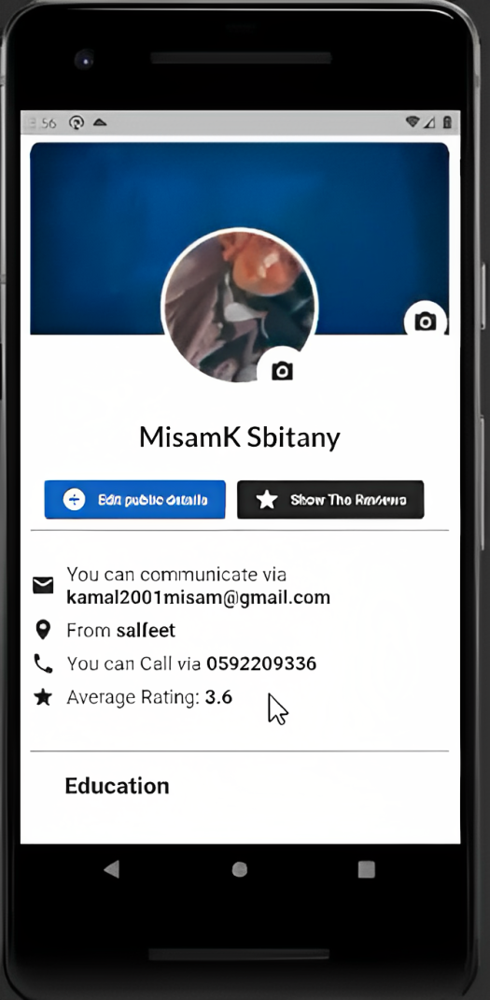 56
MisamK Sbitany
Edit public details
Show The Reviews
You can communicate via
kamal2001misam@gmail.com
From salfeet
You can Call via 0592209336
Average Rating: 3.6
Education